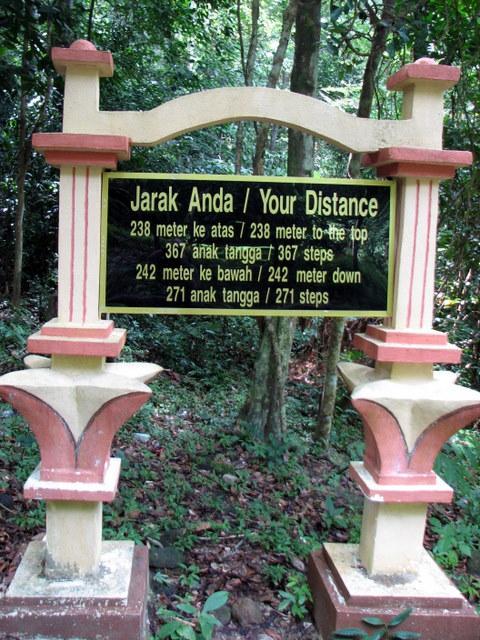 Jarak Anda / Your Distance
238 meter ke atas / 238 meter to the top
367 anak tangga / 367 steps
242 meter ke bawah / 242 meter down
271 anak tangga / 271 steps